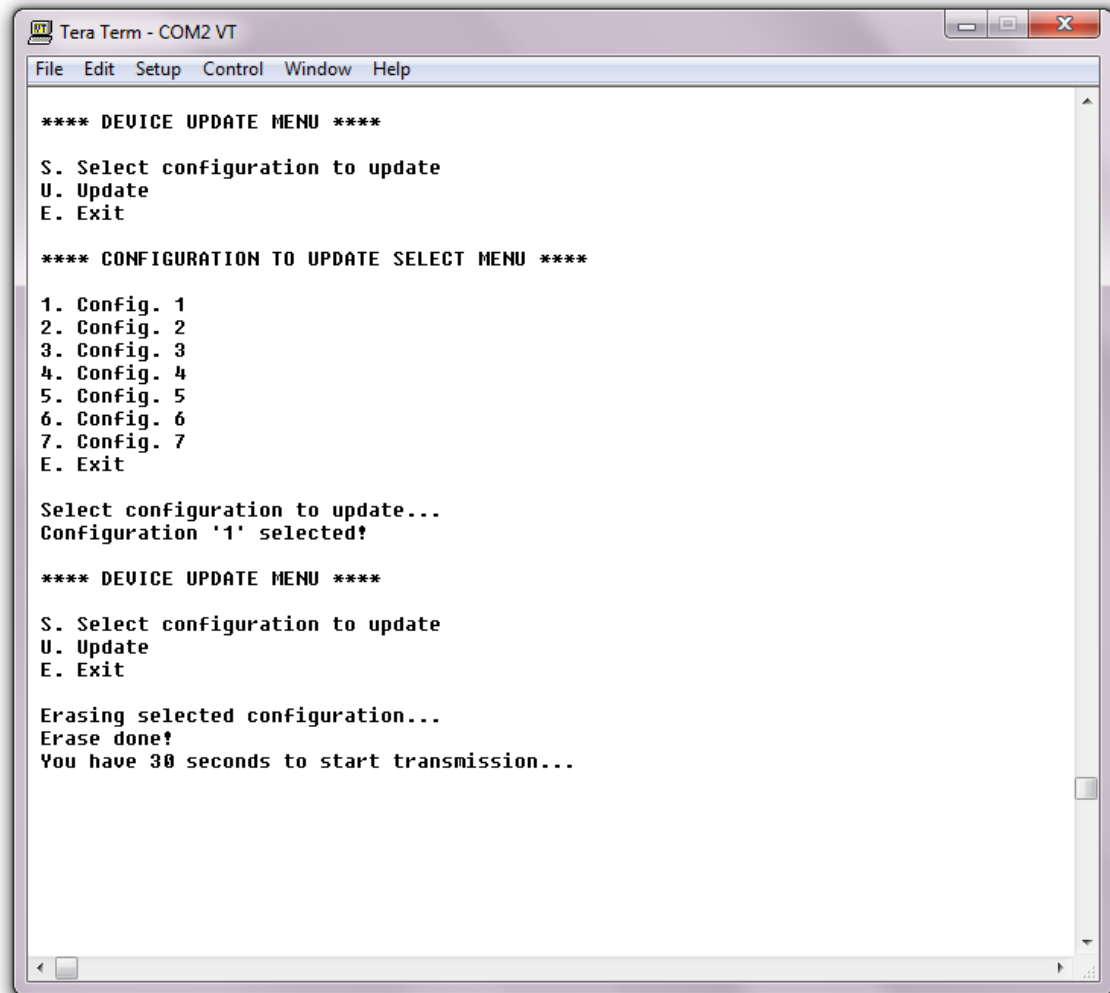 Tera Term - COM2 VT
File Edit Setup Control Window Help
**** DEVICE UPDATE MENU ****
S. Select configuration to update
U. Update
E. Exit
**** CONFIGURATION TO UPDATE SELECT MENU ****
1. Config. 1
2. Config. 2
3. Config. 3
4. Config. 4
5. Config. 5
6. Config. 6
7. Config. 7
E. Exit
Select configuration to update...
Configuration '1' selected!
**** DEVICE UPDATE MENU ****
S. Select configuration to update
U. Update
E. Exit
Erasing selected configuration...
Erase done!
You have 30 seconds to start transmission...